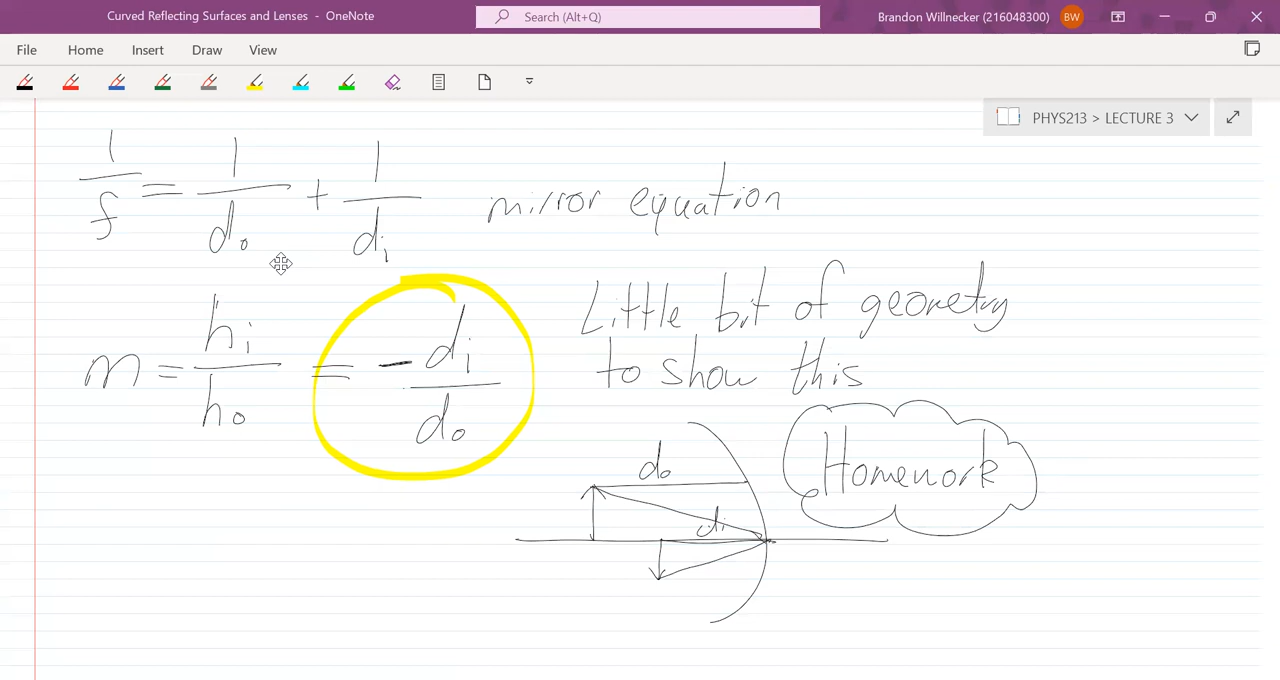 Curved Reflecting Surfaces and Lenses - OneNote
Search (Alt+Q)
Brandon Willnecker (216048300)
BW
File Home Insert Draw View
PHYS213 > LECTURE 3
1/f = 1/do + 1/di mirror equation
m = hi/ho = -di/do
Little bit of geometry
to show this
Homework
do
di